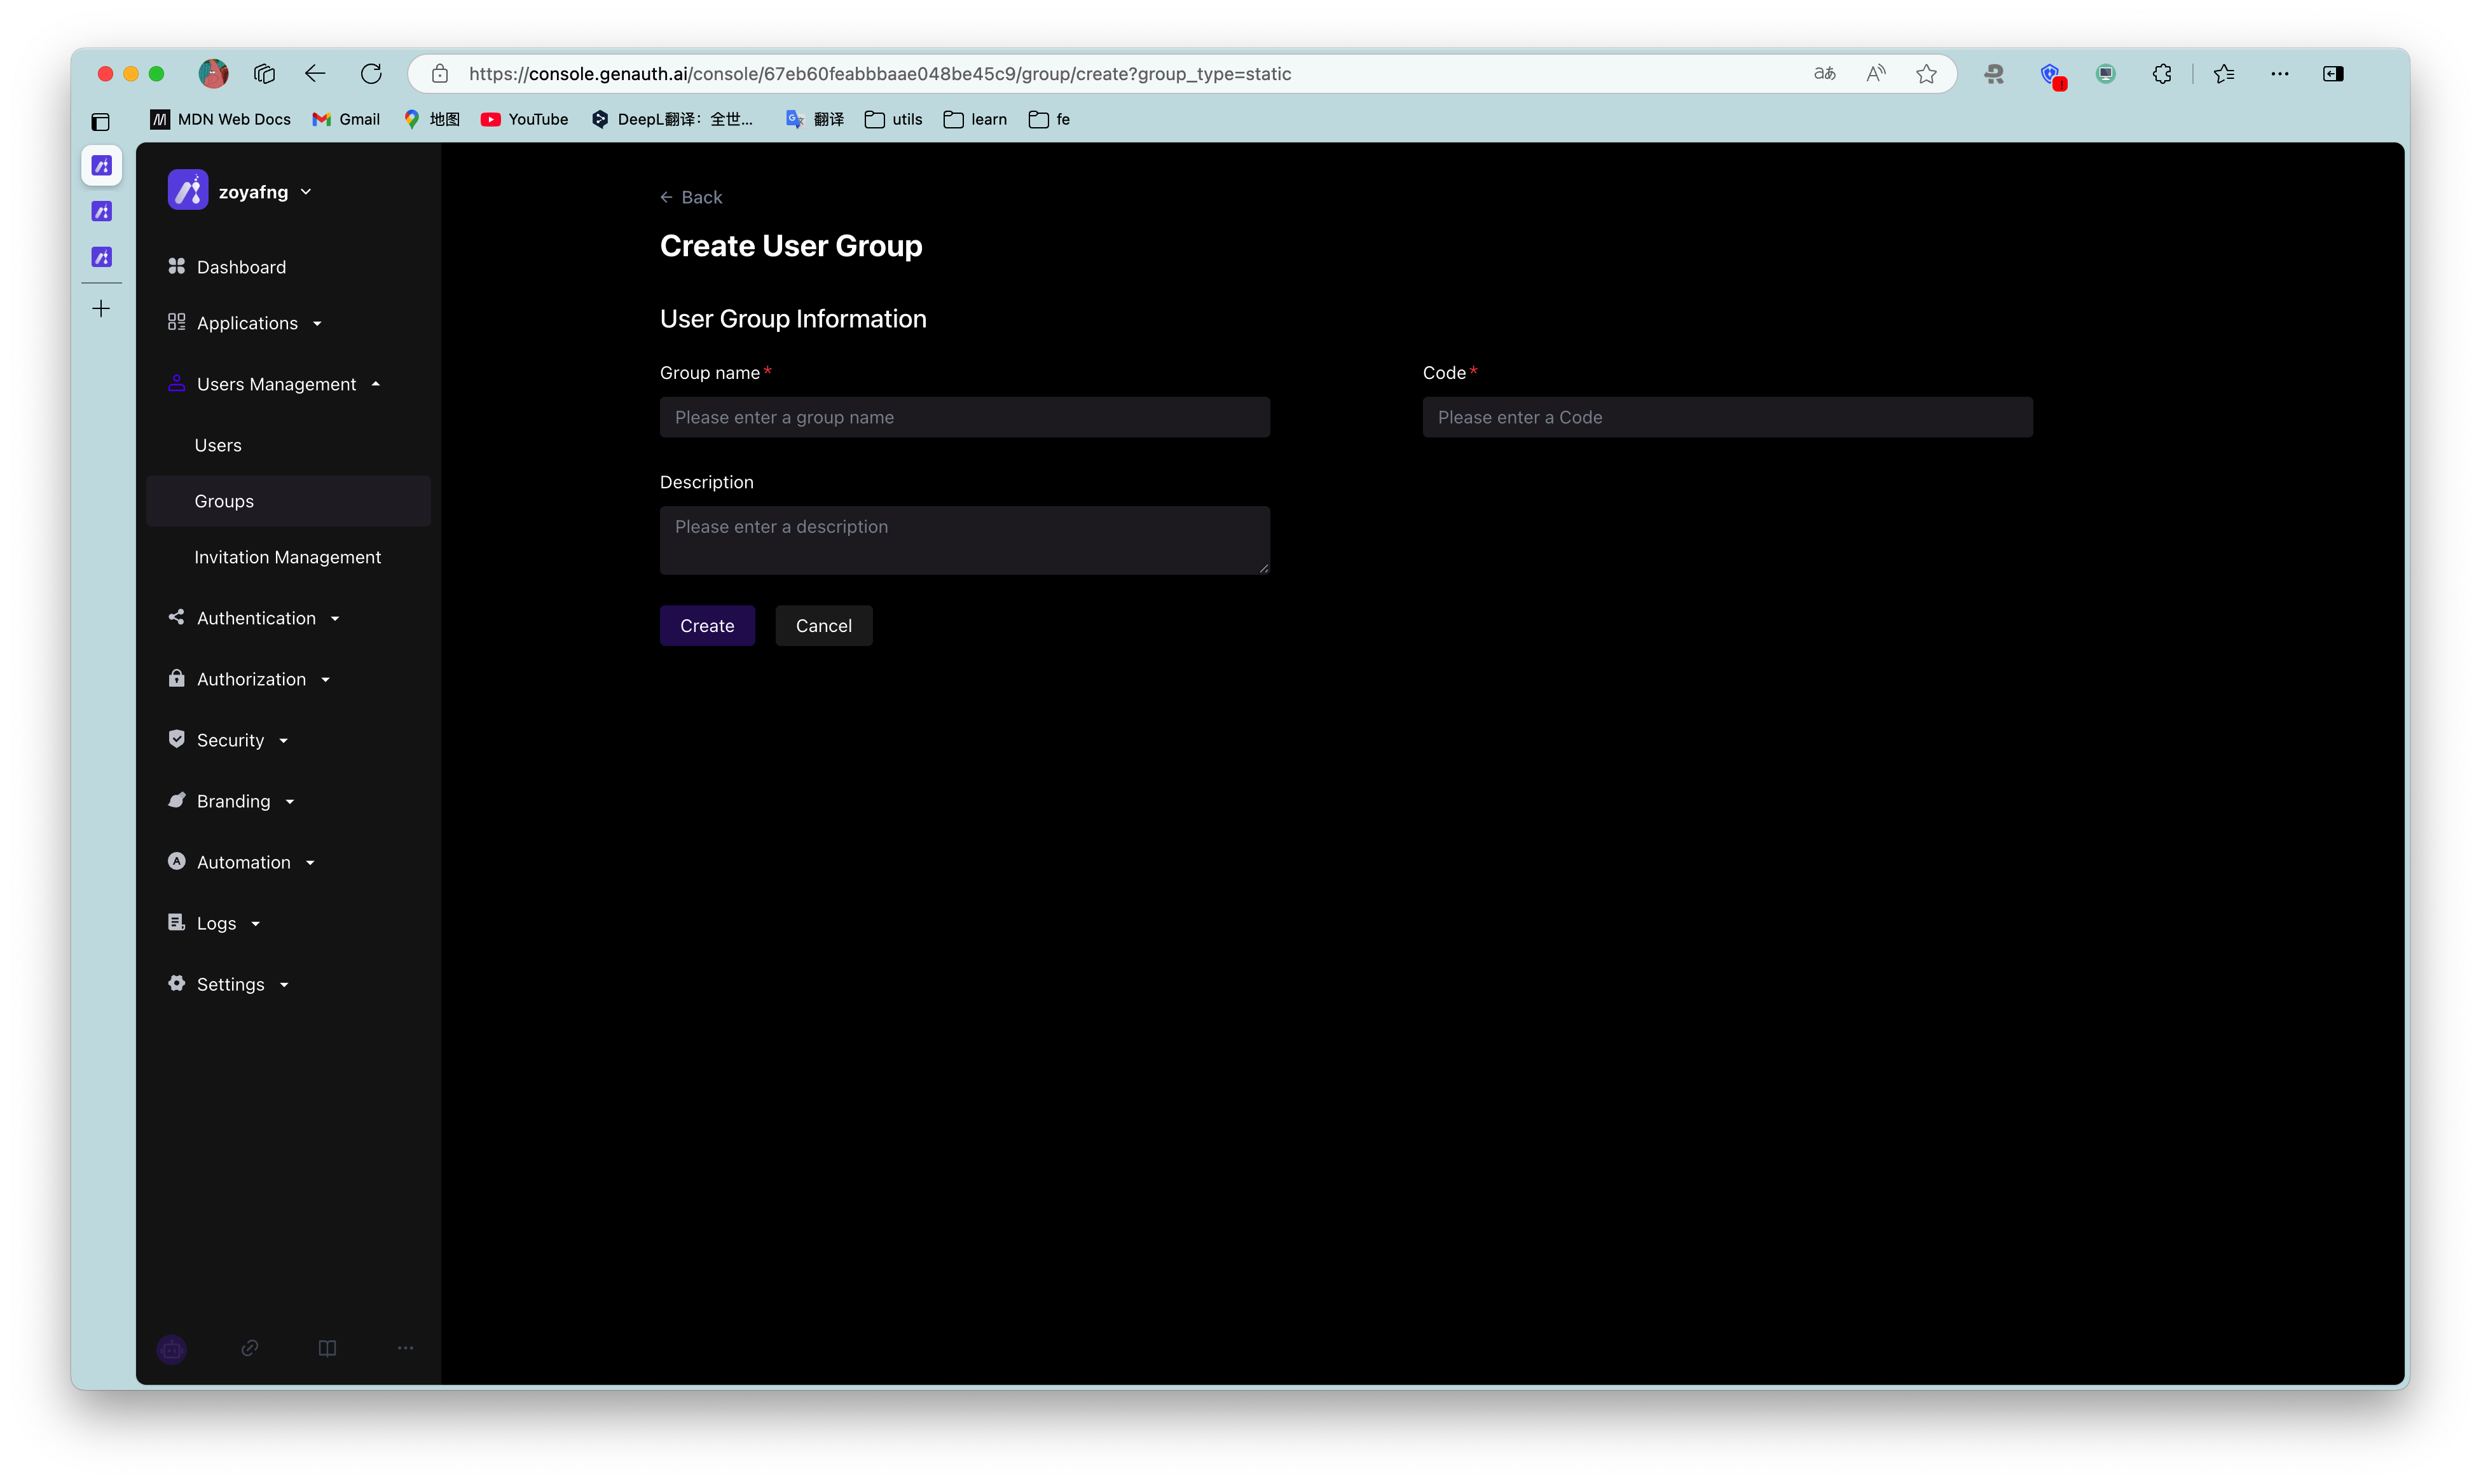 https://console.genauth.ai/console/67eb60feabbbaae048be45c9/group/create?group_type=static
MDN Web Docs
Gmail
地图
YouTube
DeepL翻译：全世...
翻译
utils
learn
fe
zoyafng
Dashboard
Applications
Users Management
Users
Groups
Invitation Management
Authentication
Authorization
Security
Branding
Automation
Logs
Settings
Back
Create User Group
User Group Information
Group name*
Please enter a group name
Code*
Please enter a Code
Description
Please enter a description
Create
Cancel